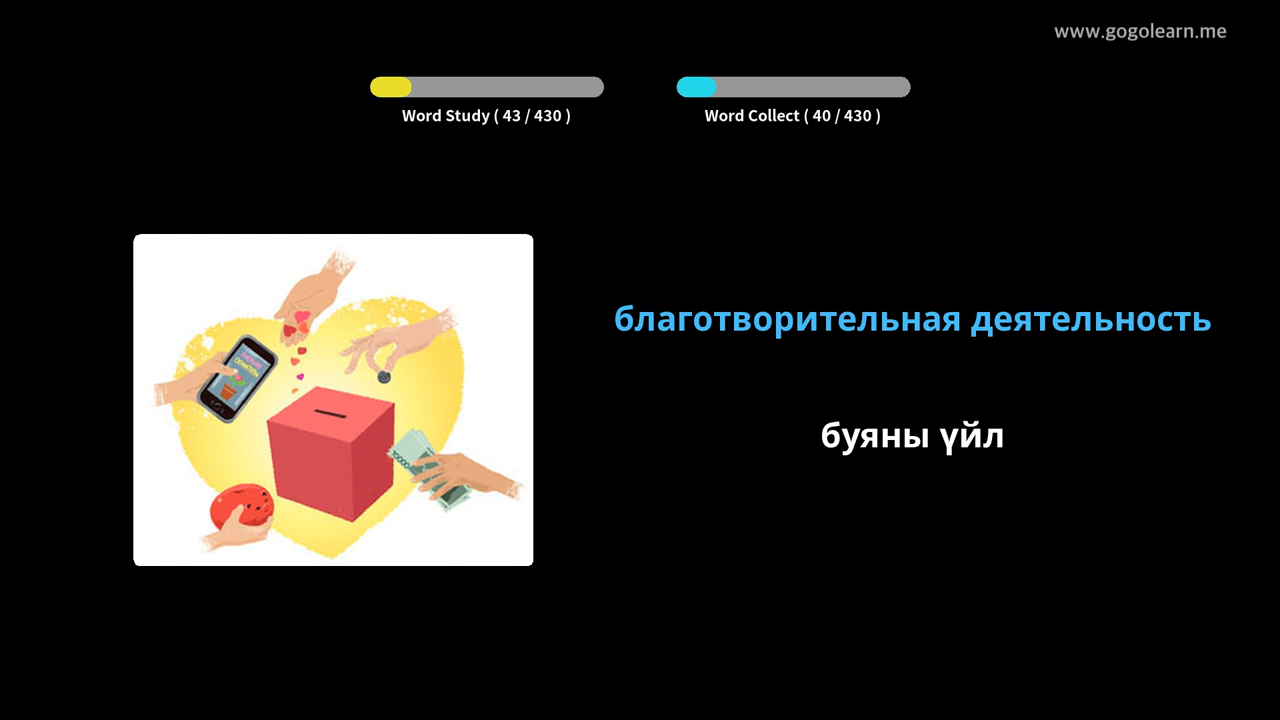 www.gogolearn.me
Word Study ( 43 / 430 )
Word Collect ( 40 / 430 )
благотворительная деятельность
буяны үйл